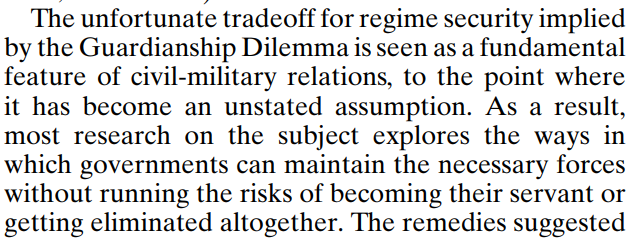 The unfortunate tradeoff for regime security implied
by the Guardianship Dilemma is seen as a fundamental
feature of civil-military relations, to the point where
it has become an unstated assumption. As a result,
most research on the subject explores the ways in
which governments can maintain the necessary forces
without running the risks of becoming their servant or
getting eliminated altogether. The remedies suggested